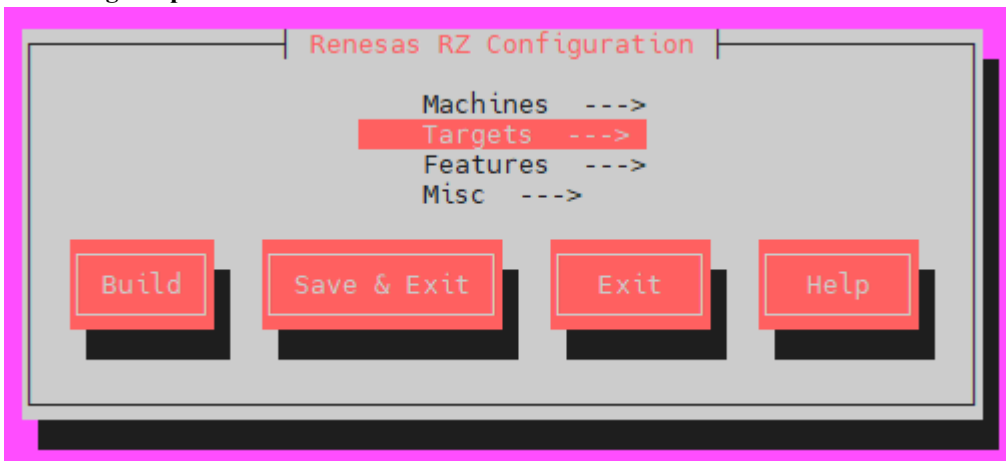 Renesas RZ Configuration
Machines --->
Targets --->
Features --->
Misc --->
Build Save & Exit Exit Help